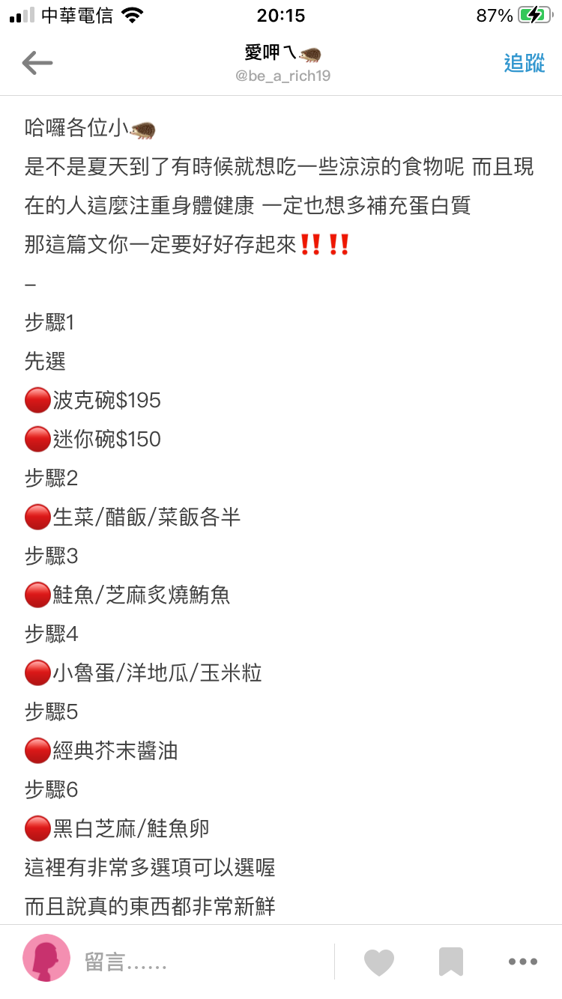 中華電信 20:15 87%
愛呷ㄟ🦔
@be_a_rich19
追蹤
哈囉各位小🦔
是不是夏天到了有時候就想吃一些涼涼的食物呢 而且現
在的人這麼注重身體健康 一定也想多補充蛋白質
那這篇文你一定要好好存起來‼️‼️
–
步驟1
先選
🔴波克碗$195
🔴迷你碗$150
步驟2
🔴生菜/醋飯/菜飯各半
步驟3
🔴鮭魚/芝麻炙燒鮪魚
步驟4
🔴小魯蛋/洋地瓜/玉米粒
步驟5
🔴經典芥末醬油
步驟6
🔴黑白芝麻/鮭魚卵
這裡有非常多選項可以選喔
而且說真的東西都非常新鮮
留言......